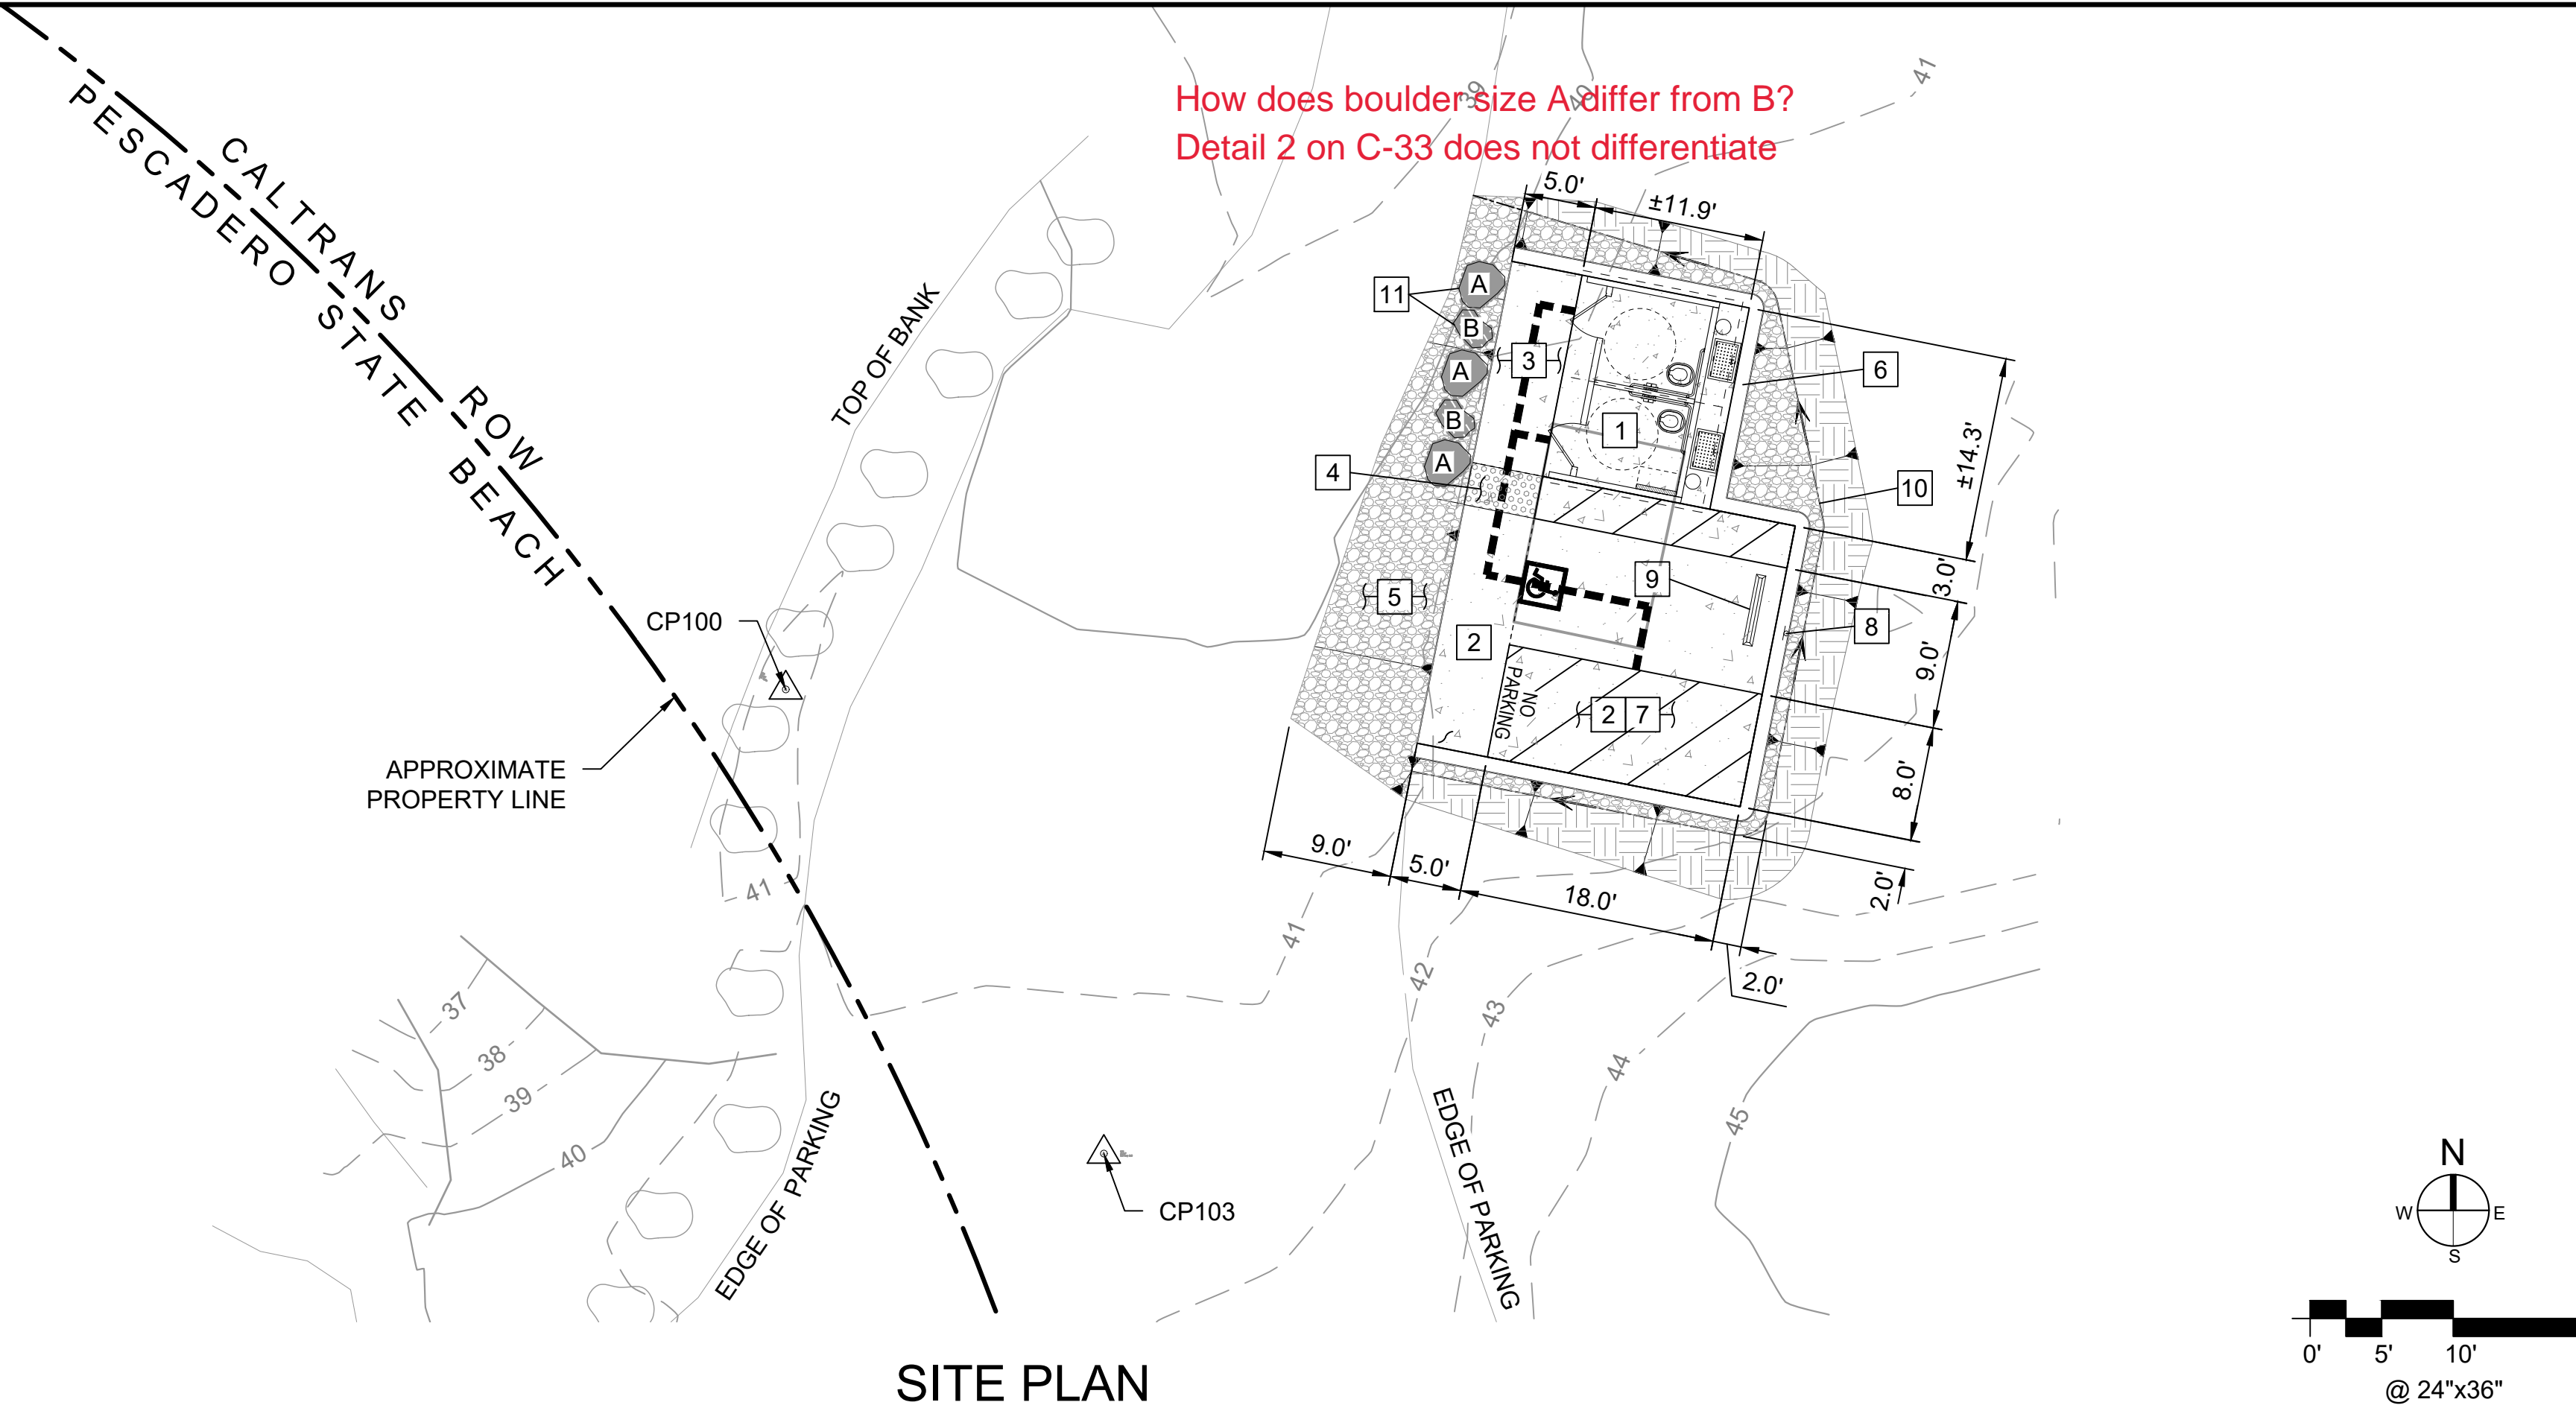 How does boulder size A differ from B?
Detail 2 on C-33 does not differentiate
CALTRANS ROW
PESCADERO STATE BEACH
TOP OF BANK
39
40
41
5.0'
±11.9'
11
A
B
A
B
A
3
1
6
4
10
±14.3'
5
2
9
8
3.0'
9.0'
8.0'
2.0'
NO
PARKING
2 7
CP100
APPROXIMATE
PROPERTY LINE
9.0'
5.0'
18.0'
2.0'
41
41
42
43
44
45
37
38
39
40
EDGE OF PARKING
CP103
EDGE OF PARKING
N
W E
S
0' 5' 10'
@ 24"x36"
SITE PLAN